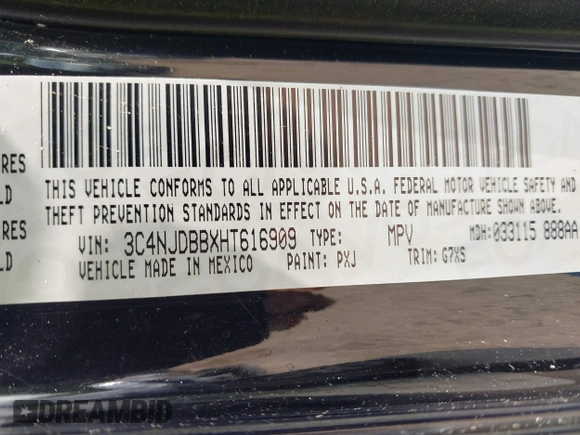 RES
LD
ES
LD
THIS VEHICLE CONFORMS TO ALL APPLICABLE U.S.A. FEDERAL MOTOR VEHICLE SAFETY AND
THEFT PREVENTION STANDARDS IN EFFECT ON THE DATE OF MANUFACTURE SHOWN ABOVE.
VIN: 3C4NJDBBXHT616909 TYPE: MPV MDH: 033115 888AA
VEHICLE MADE IN MEXICO PAINT: PXJ TRIM: G7XS
DREAMBID